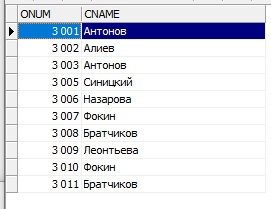 ONUM CNAME
3 001 Антонов
3 002 Алиев
3 003 Антонов
3 005 Синицкий
3 006 Назарова
3 007 Фокин
3 008 Братчиков
3 009 Леонтьева
3 010 Фокин
3 011 Братчиков